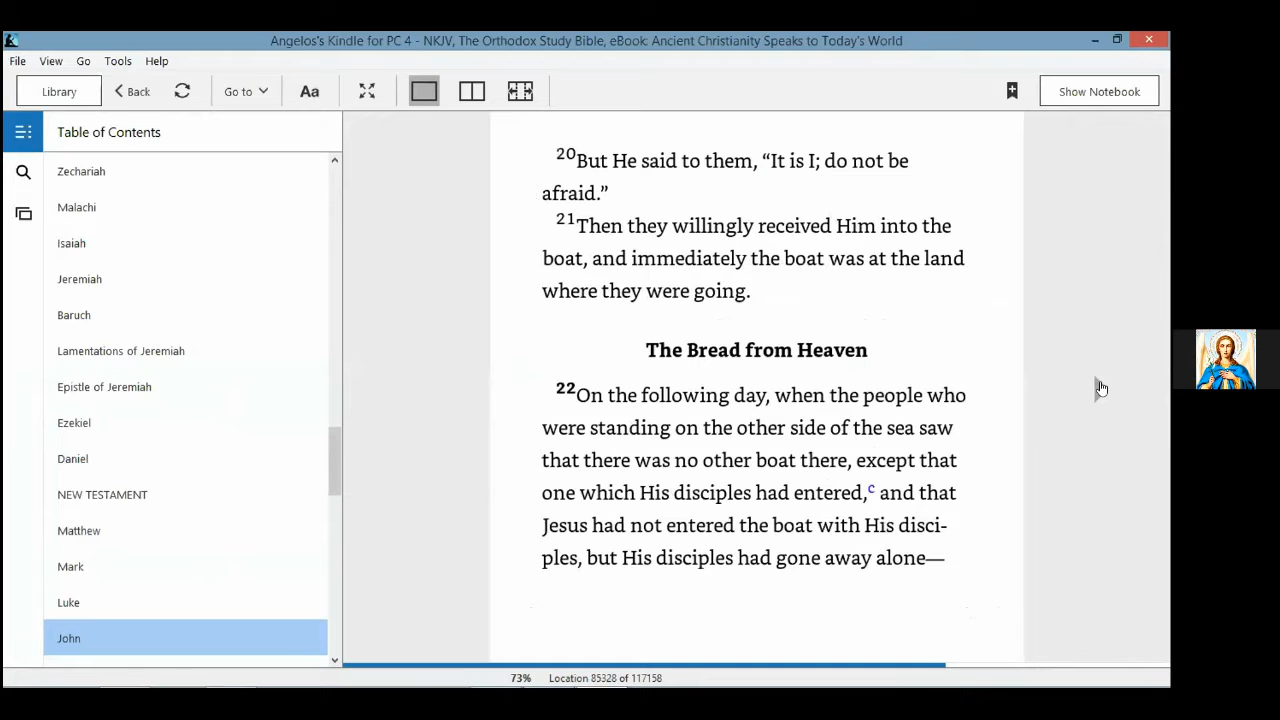 Angelos's Kindle for PC 4 - NKJV, The Orthodox Study Bible, eBook: Ancient Christianity Speaks to Today's World
File View Go Tools Help
Library Back Go to Aa Show Notebook
Table of Contents
Zechariah
Malachi
Isaiah
Jeremiah
Baruch
Lamentations of Jeremiah
Epistle of Jeremiah
Ezekiel
Daniel
NEW TESTAMENT
Matthew
Mark
Luke
John
20But He said to them, “It is I; do not be
afraid.”
21Then they willingly received Him into the
boat, and immediately the boat was at the land
where they were going.
The Bread from Heaven
22On the following day, when the people who
were standing on the other side of the sea saw
that there was no other boat there, except that
one which His disciples had entered,c and that
Jesus had not entered the boat with His disci-
ples, but His disciples had gone away alone—
73% Location 85328 of 117158